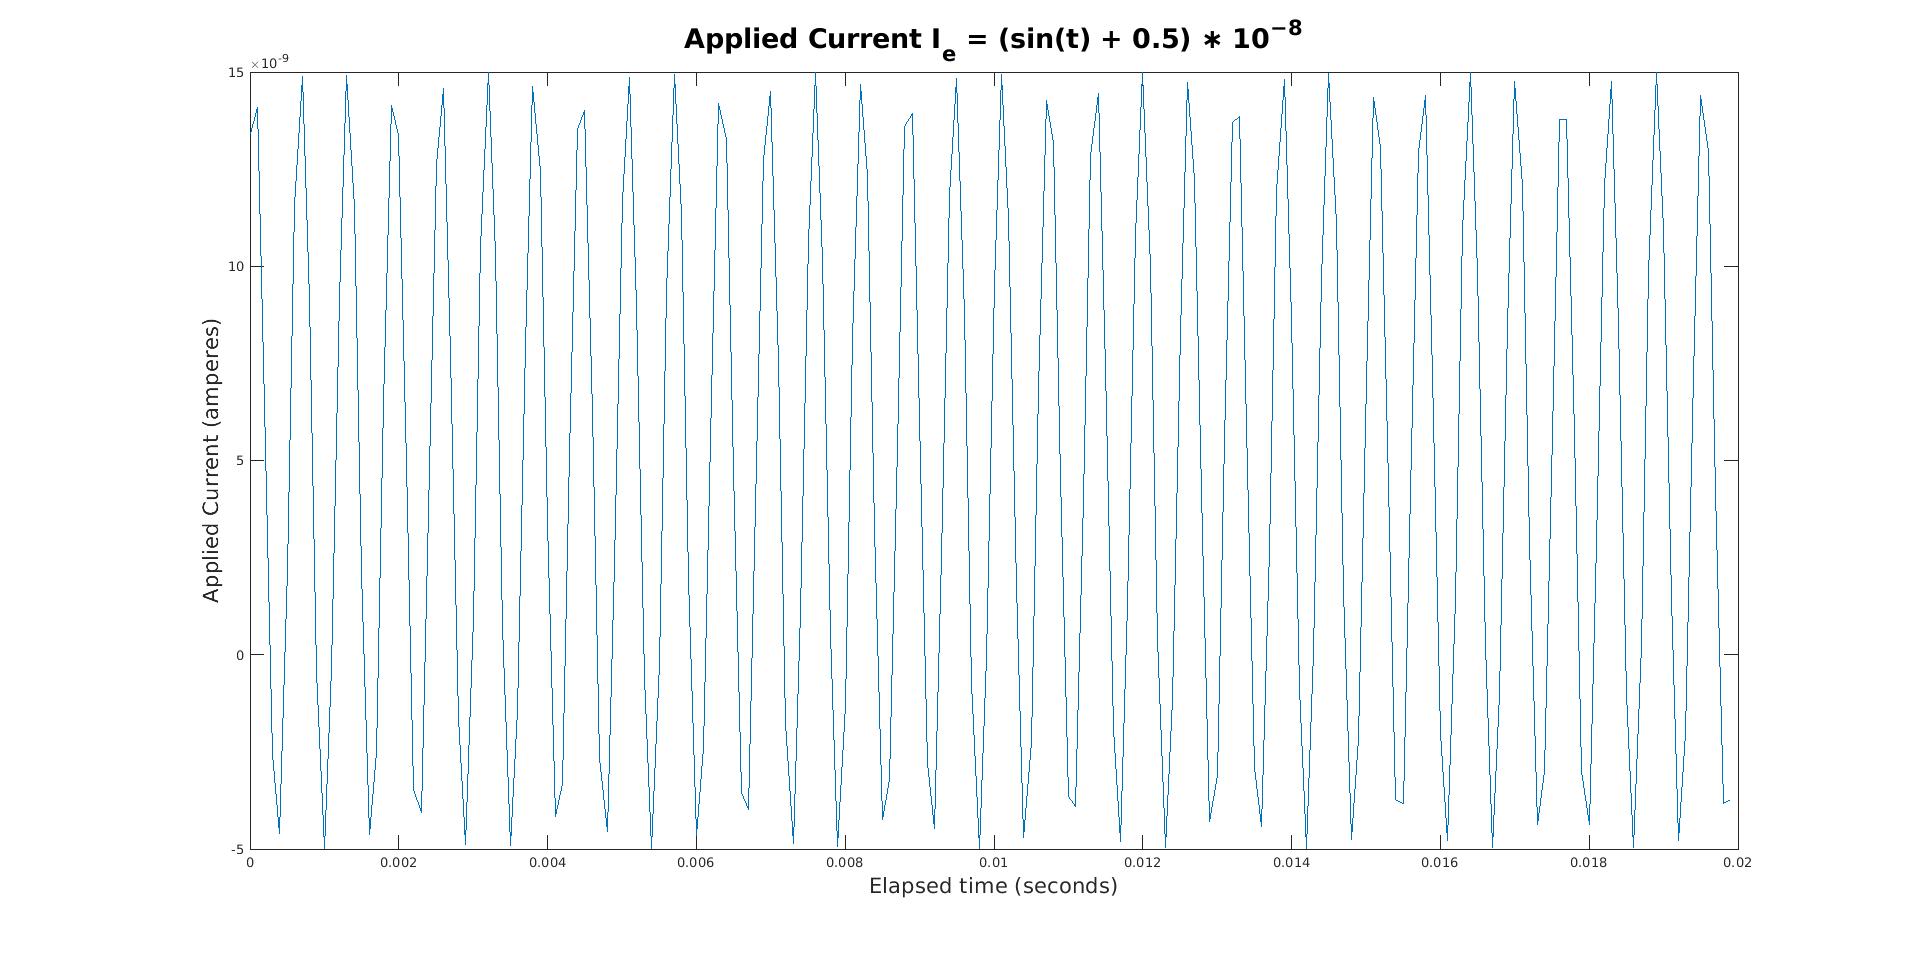 Applied Current Iₑ = (sin(t) + 0.5) ∗ 10⁻⁸
×10⁻⁹
15
10
5
0
-5
Applied Current (amperes)
0 0.002 0.004 0.006 0.008 0.01 0.012 0.014 0.016 0.018 0.02
Elapsed time (seconds)